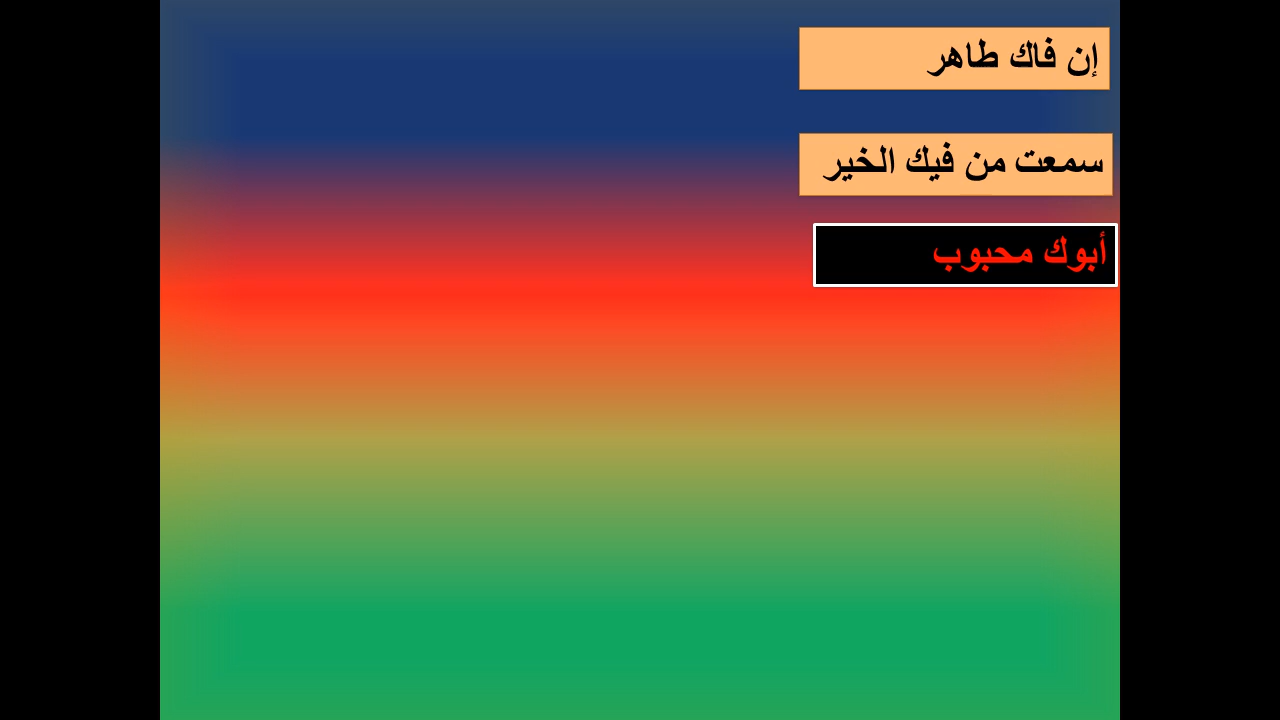 إن فاك طاهر
سمعت من فيك الخير
أبوك محبوب